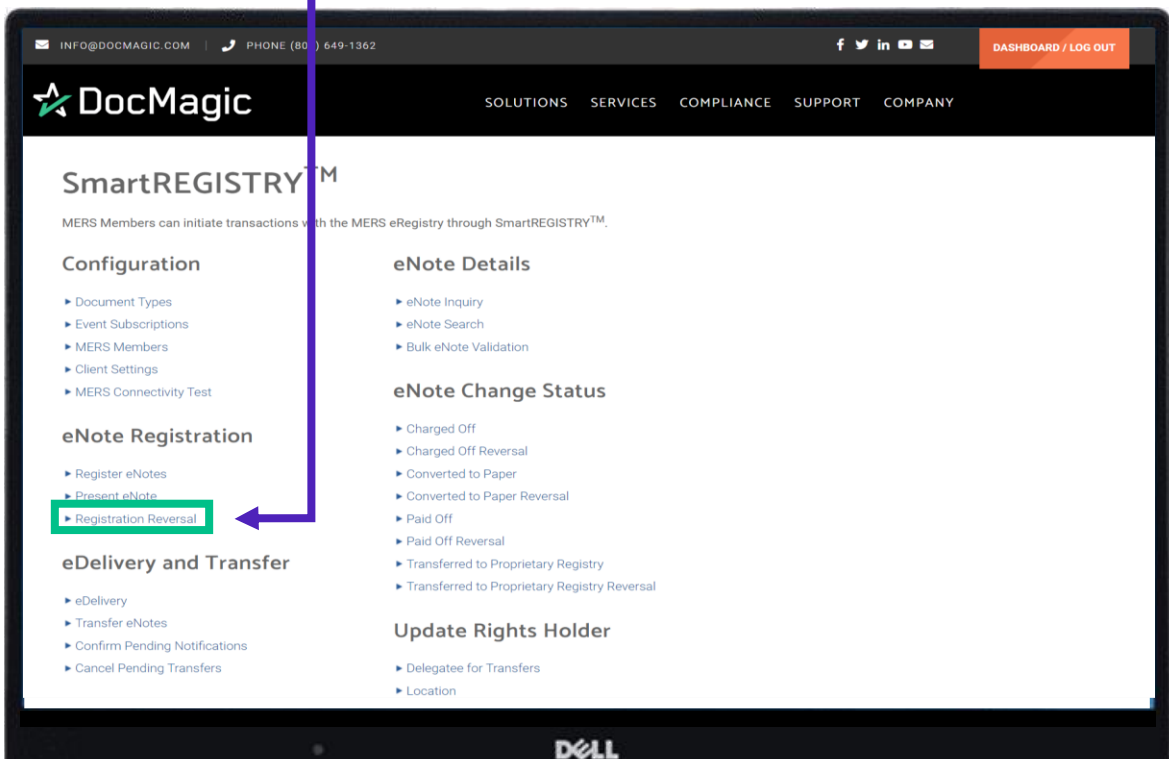 INFO@DOCMAGIC.COM | PHONE (80 ) 649-1362
DASHBOARD / LOG OUT
DocMagic
SOLUTIONS SERVICES COMPLIANCE SUPPORT COMPANY
SmartREGISTRY™
MERS Members can initiate transactions with the MERS eRegistry through SmartREGISTRY™.
Configuration
Document Types
Event Subscriptions
MERS Members
Client Settings
MERS Connectivity Test
eNote Registration
Register eNotes
Present eNote
Registration Reversal
eDelivery and Transfer
eDelivery
Transfer eNotes
Confirm Pending Notifications
Cancel Pending Transfers
eNote Details
eNote Inquiry
eNote Search
Bulk eNote Validation
eNote Change Status
Charged Off
Charged Off Reversal
Converted to Paper
Converted to Paper Reversal
Paid Off
Paid Off Reversal
Transferred to Proprietary Registry
Transferred to Proprietary Registry Reversal
Update Rights Holder
Delegatee for Transfers
Location
DELL